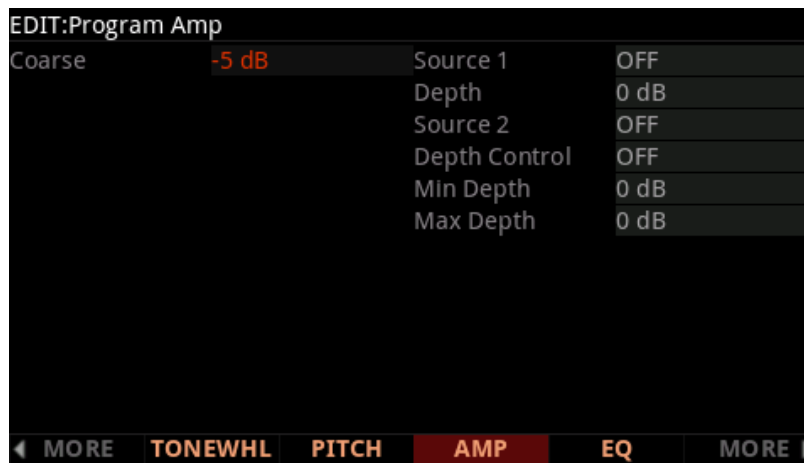 EDIT:Program Amp
Coarse -5 dB Source 1 OFF
Depth 0 dB
Source 2 OFF
Depth Control OFF
Min Depth 0 dB
Max Depth 0 dB
MORE TONEWHL PITCH AMP EQ MORE